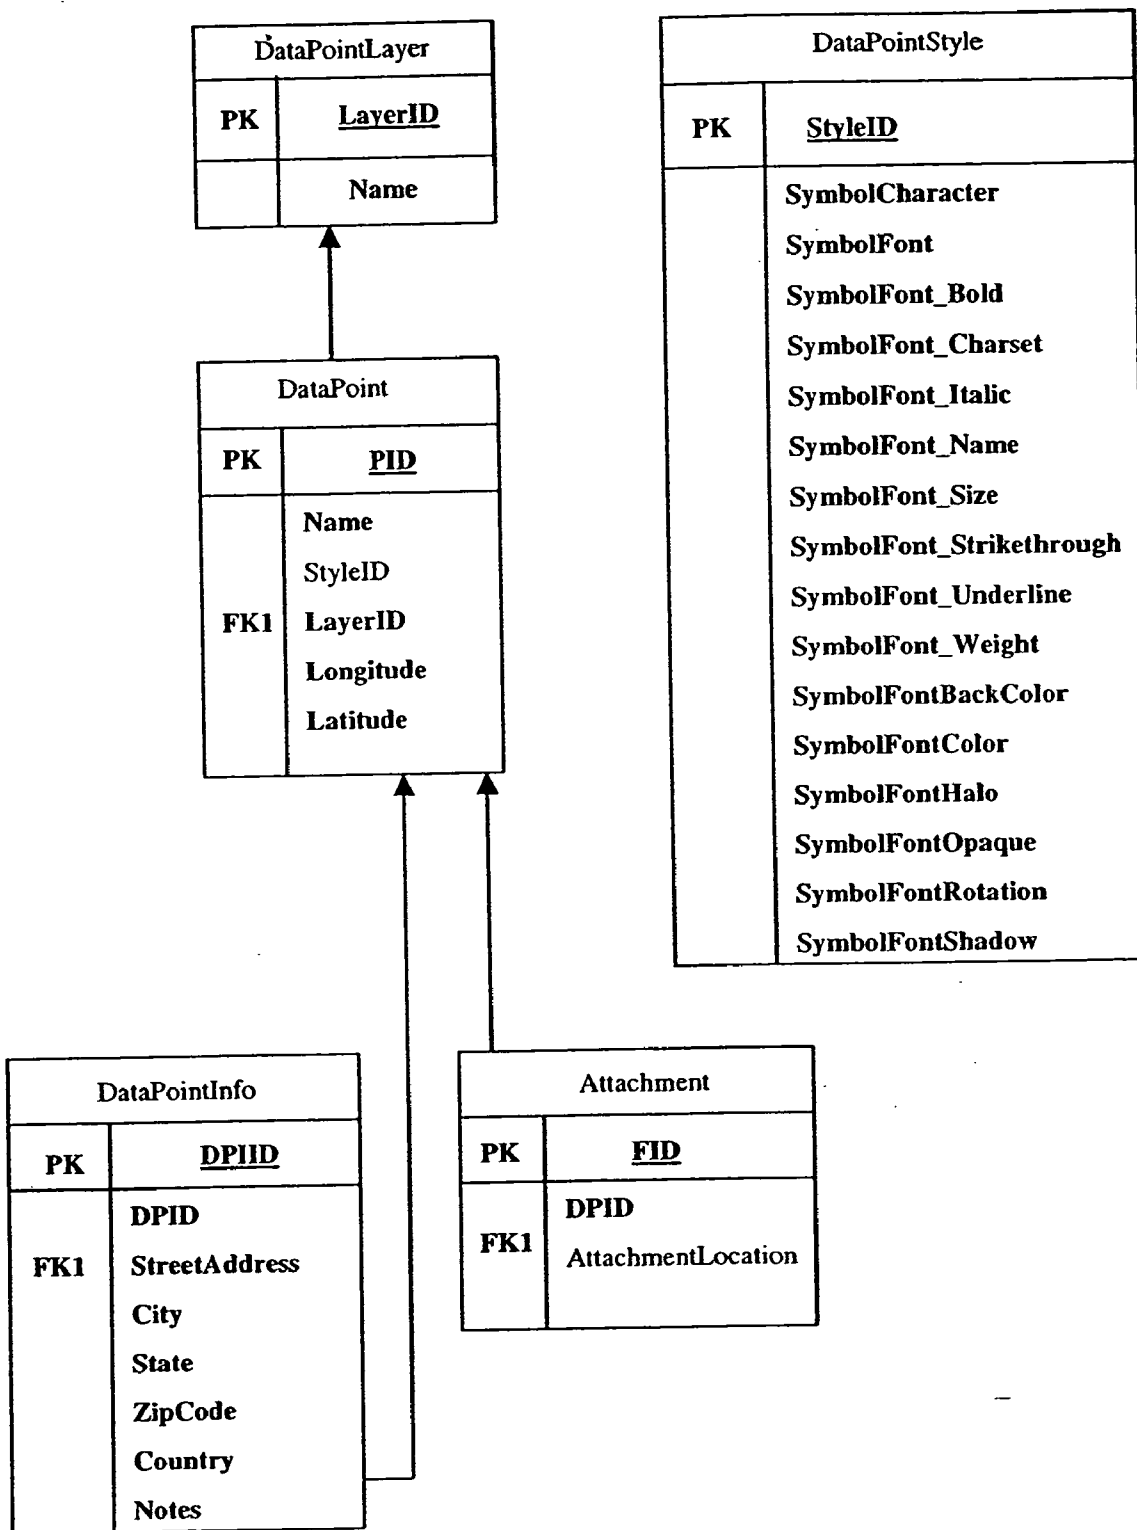 DataPointLayer
PK LayerID
Name
DataPointStyle
PK StyleID
SymbolCharacter
SymbolFont
SymbolFont_Bold
SymbolFont_Charset
SymbolFont_Italic
SymbolFont_Name
SymbolFont_Size
SymbolFont_Strikethrough
SymbolFont_Underline
SymbolFont_Weight
SymbolFontBackColor
SymbolFontColor
SymbolFontHalo
SymbolFontOpaque
SymbolFontRotation
SymbolFontShadow
DataPoint
PK PID
Name
StyleID
FK1 LayerID
Longitude
Latitude
DataPointInfo
PK DPIID
DPID
FK1 StreetAddress
City
State
ZipCode
Country
Notes
Attachment
PK FID
DPID
FK1 AttachmentLocation